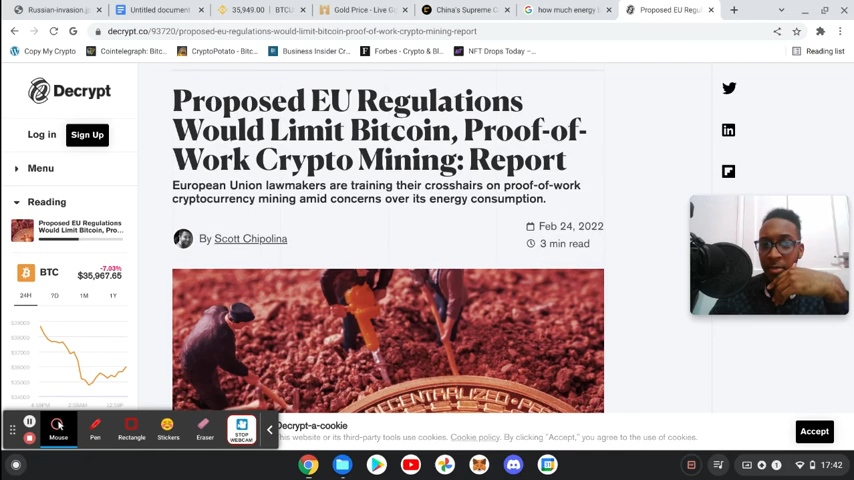 Russian-invasion j
Untitled document
35,949.00 | BTCU
Gold Price - Live G
China's Supreme C
how much energy
Proposed EU Regul
decrypt.co/93720/proposed-eu-regulations-would-limit-bitcoin-proof-of-work-crypto-mining-report
Copy My Crypto
Cointelegraph: Bitc...
CryptoPotato - Bitc...
Business Insider Cr...
Forbes - Crypto & Bl...
NFT Drops Today –...
Reading list
Decrypt
Log in
Sign Up
Menu
Reading
Proposed EU Regulations
Would Limit Bitcoin, Pro...
BTC
-7.03%
$35,967.65
24H 7D 1M 1Y
Proposed EU Regulations
Would Limit Bitcoin, Proof-of-
Work Crypto Mining: Report
European Union lawmakers are training their crosshairs on proof-of-work
cryptocurrency mining amid concerns over its energy consumption.
By Scott Chipolina
Feb 24, 2022
3 min read
DECENTRALIZED
Mouse
Pen
Rectangle
Stickers
Eraser
STOP
WEBCAM
Decrypt-a-cookie
This website or its third-party tools use cookies. Cookie policy. By clicking "Accept," you agree to the use of cookies.
Accept
17:42